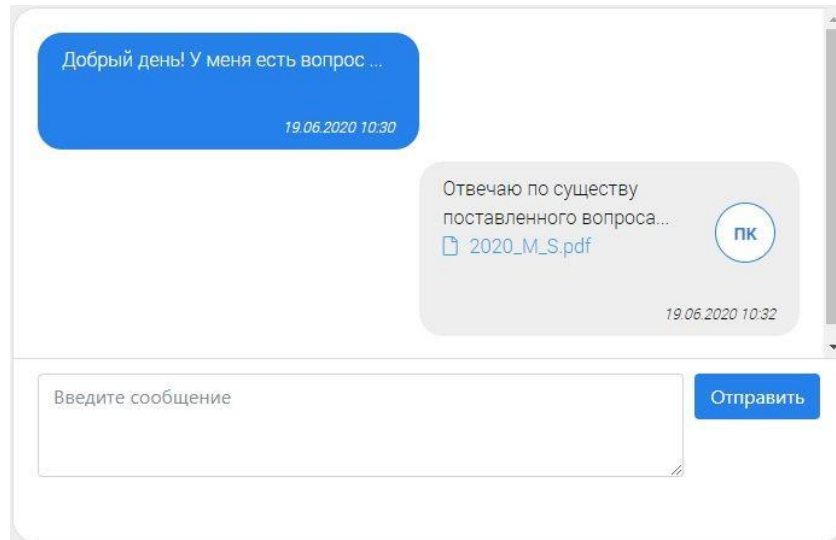 Добрый день! У меня есть вопрос ...
19.06.2020 10:30
Отвечаю по существу
поставленного вопроса...
ПК
2020_M_S.pdf
19.06.2020 10:32
Введите сообщение
Отправить